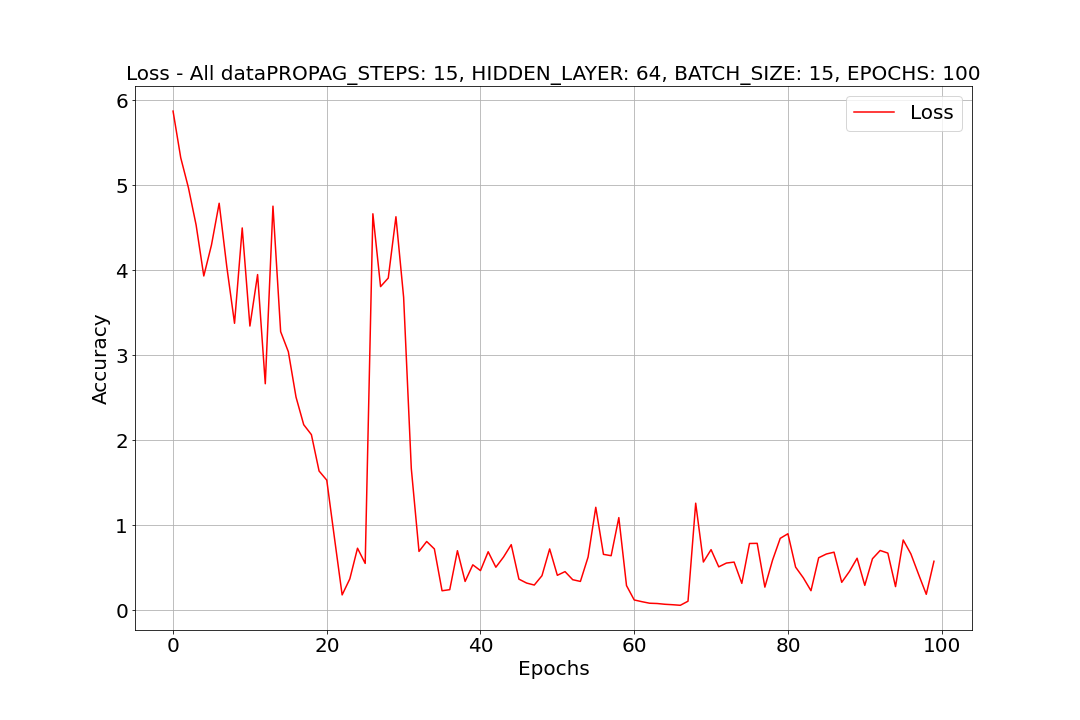 Loss - All dataPROPAG_STEPS: 15, HIDDEN_LAYER: 64, BATCH_SIZE: 15, EPOCHS: 100
Loss
6
5
4
3
2
1
0
Accuracy
0 20 40 60 80 100
Epochs